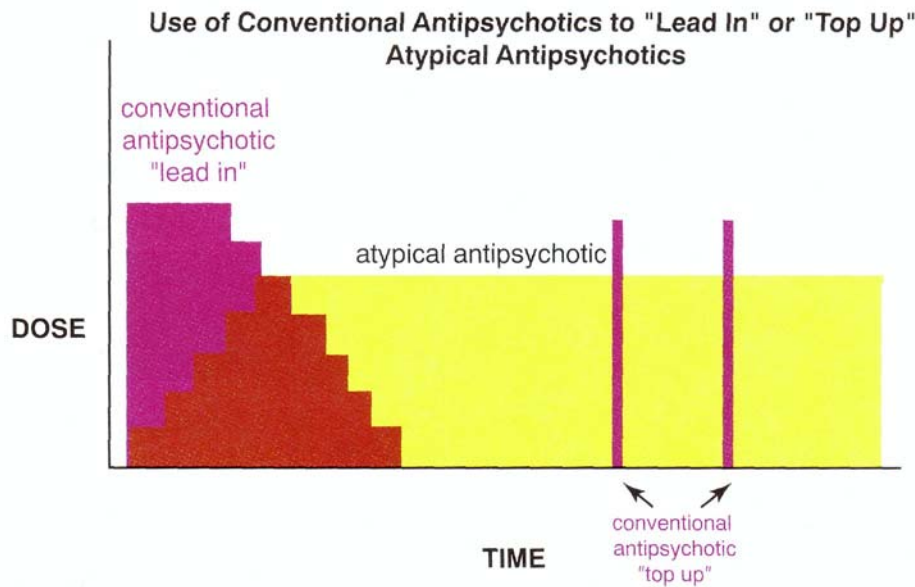 Use of Conventional Antipsychotics to "Lead In" or "Top Up"
Atypical Antipsychotics
conventional
antipsychotic
"lead in"
atypical antipsychotic
DOSE
TIME
conventional
antipsychotic
"top up"